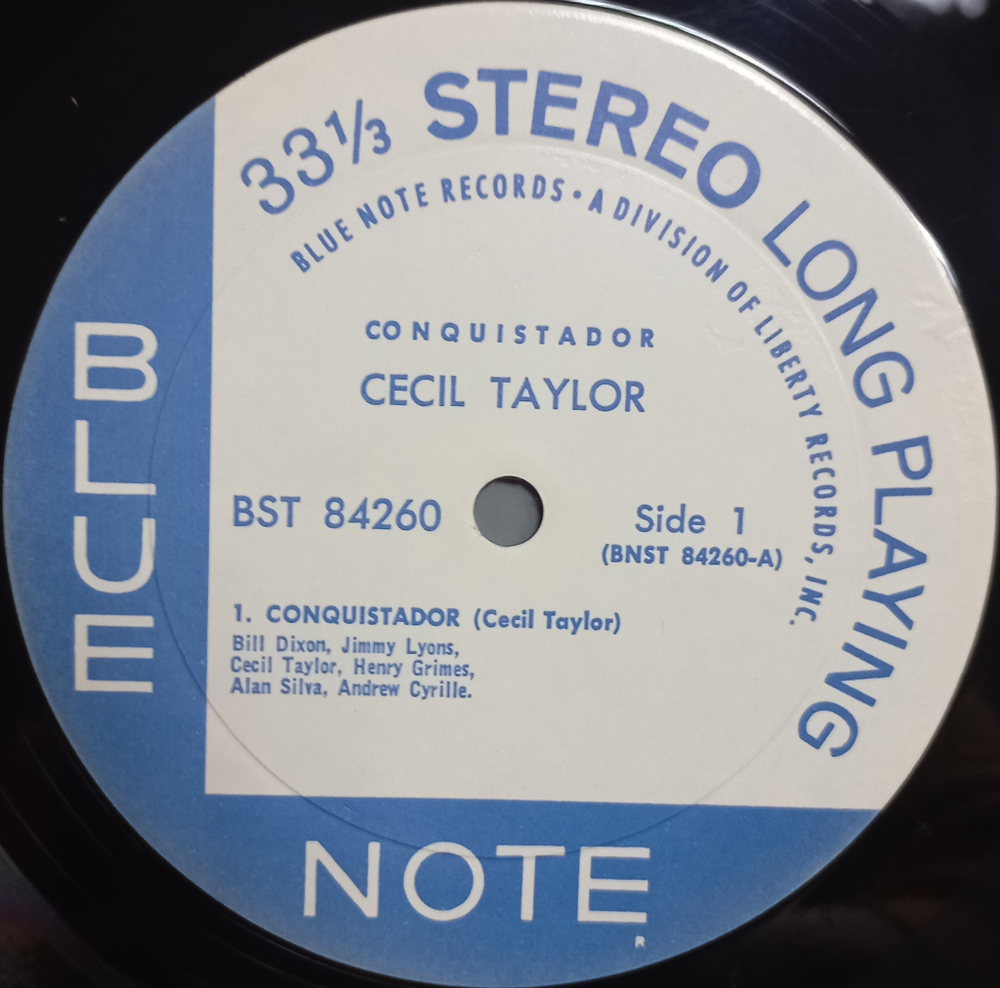 33⅓ STEREO LONG PLAYING
BLUE NOTE RECORDS • A DIVISION OF LIBERTY RECORDS, INC.
CONQUISTADOR
CECIL TAYLOR
BST 84260
Side 1
(BNST 84260-A)
1. CONQUISTADOR (Cecil Taylor)
Bill Dixon, Jimmy Lyons,
Cecil Taylor, Henry Grimes,
Alan Silva, Andrew Cyrille.
BLUE
NOTE
R